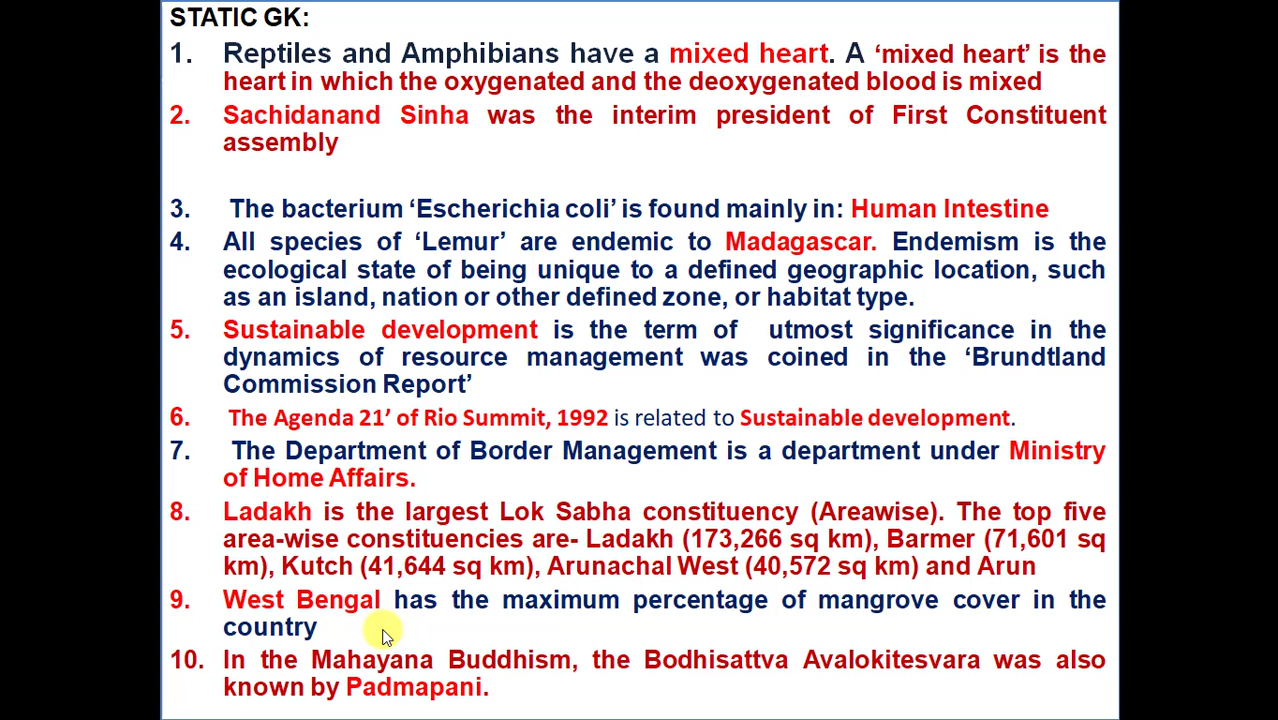 STATIC GK:
1. Reptiles and Amphibians have a mixed heart. A ‘mixed heart’ is the
heart in which the oxygenated and the deoxygenated blood is mixed
2. Sachidanand Sinha was the interim president of First Constituent
assembly
3. The bacterium ‘Escherichia coli’ is found mainly in: Human Intestine
4. All species of ‘Lemur’ are endemic to Madagascar. Endemism is the
ecological state of being unique to a defined geographic location, such
as an island, nation or other defined zone, or habitat type.
5. Sustainable development is the term of utmost significance in the
dynamics of resource management was coined in the ‘Brundtland
Commission Report’
6. The Agenda 21’ of Rio Summit, 1992 is related to Sustainable development.
7. The Department of Border Management is a department under Ministry
of Home Affairs.
8. Ladakh is the largest Lok Sabha constituency (Areawise). The top five
area-wise constituencies are- Ladakh (173,266 sq km), Barmer (71,601 sq
km), Kutch (41,644 sq km), Arunachal West (40,572 sq km) and Arun
9. West Bengal has the maximum percentage of mangrove cover in the
country
10. In the Mahayana Buddhism, the Bodhisattva Avalokitesvara was also
known by Padmapani.